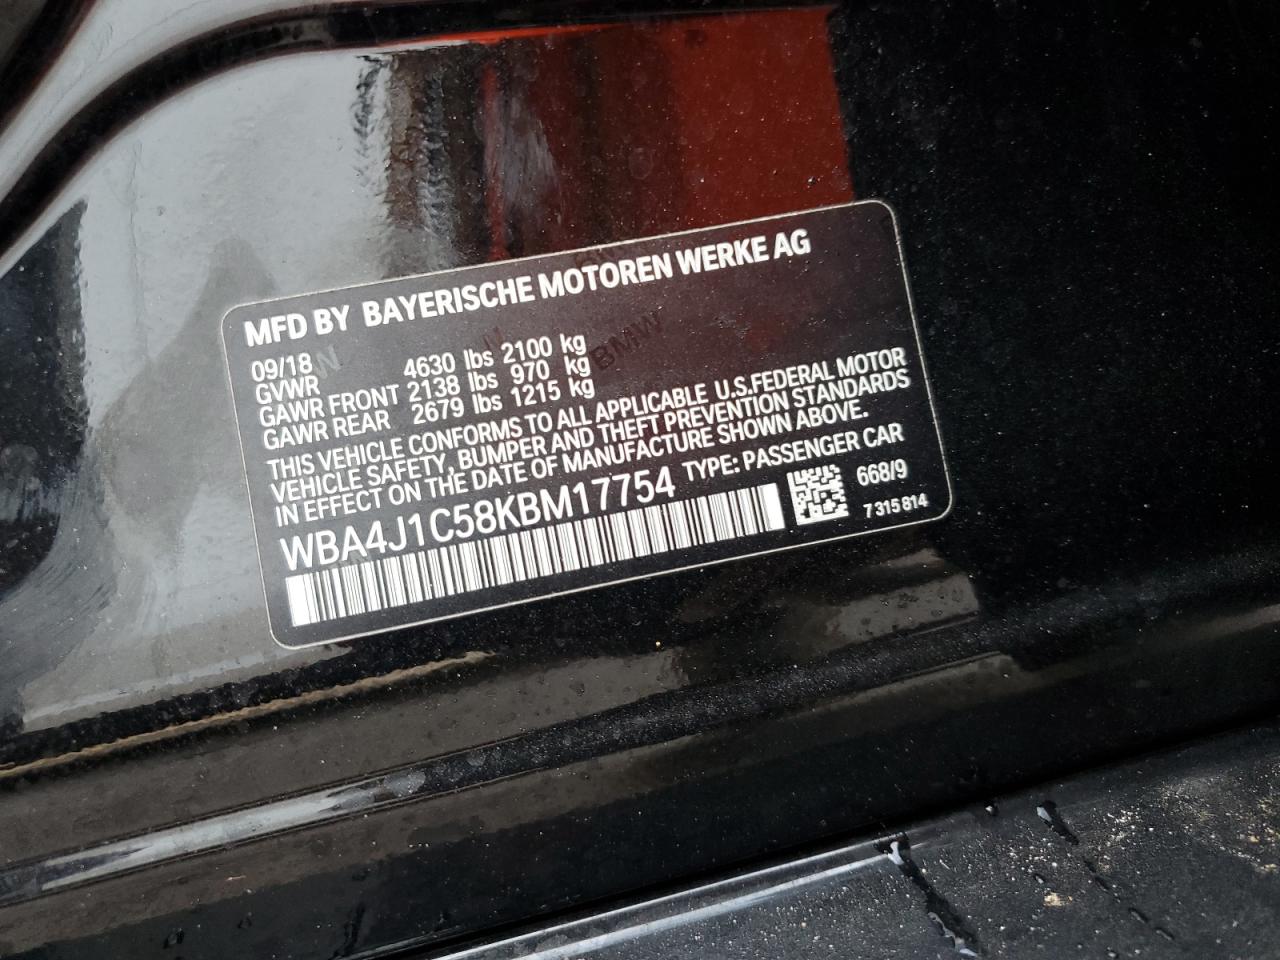 MFD BY BAYERISCHE MOTOREN WERKE AG
09/18
GVWR 4630 lbs 2100 kg
GAWR FRONT 2138 lbs 970 kg
GAWR REAR 2679 lbs 1215 kg
THIS VEHICLE CONFORMS TO ALL APPLICABLE U.S.FEDERAL MOTOR
VEHICLE SAFETY, BUMPER AND THEFT PREVENTION STANDARDS
IN EFFECT ON THE DATE OF MANUFACTURE SHOWN ABOVE.
WBA4J1C58KBM17754 TYPE: PASSENGER CAR
668/9
7 315 814
BMW